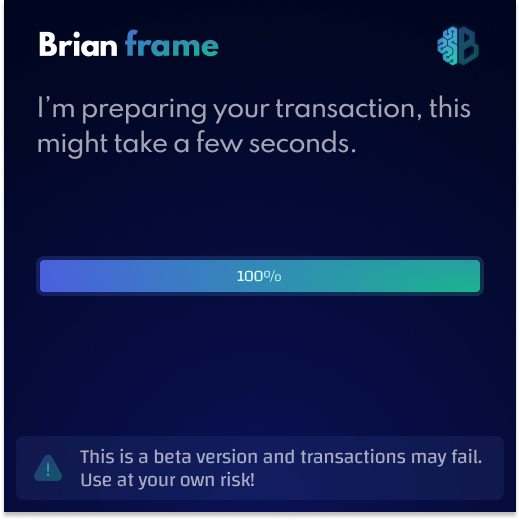 Brian frame
I'm preparing your transaction, this
might take a few seconds.
100%
This is a beta version and transactions may fail.
Use at your own risk!